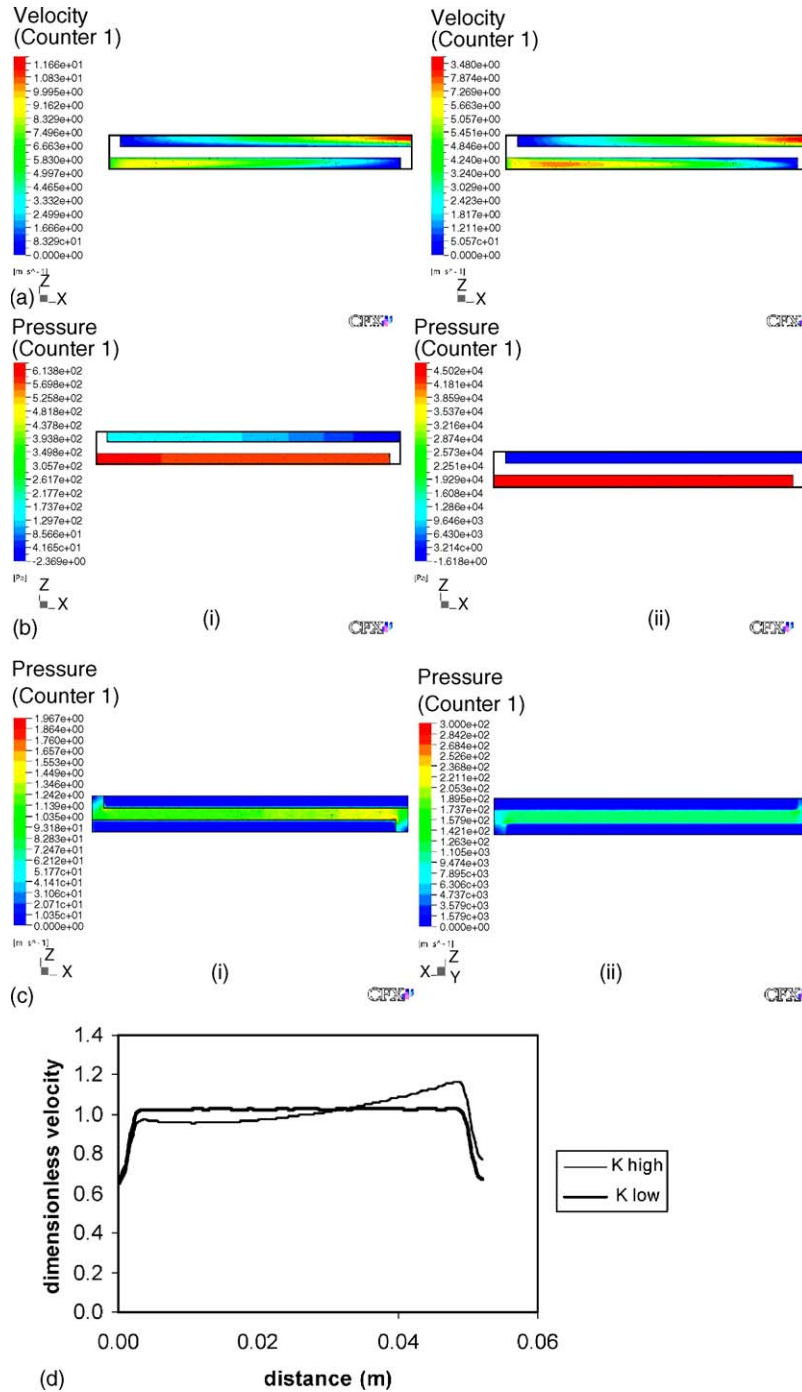 Velocity
(Counter 1)
1.166e+01
1.083e+01
9.995e+00
9.162e+00
8.329e+00
7.496e+00
6.663e+00
5.830e+00
5.997e+00
4.965e+00
3.332e+00
2.499e+00
1.666e+00
8.329c+01
0.000e+00
[m s^-1]
Z
X
(a)
CFX
Velocity
(Counter 1)
3.480e+00
7.874e+00
7.269e+00
5.663e+00
5.057e+00
5.451e+00
4.846e+00
4.240e+00
3.240e+00
3.029e+00
2.423e+00
1.817e+00
1.211e+00
5.057c+01
0.000e+00
[m s^-1]
Z
X
CFX
Pressure
(Counter 1)
6.138e+02
5.698e+02
5.258e+02
4.818e+02
4.378e+02
3.938e+02
3.498e+02
3.057e+02
2.617e+02
2.177e+02
1.737e+02
1.297e+02
8.566e+01
4.165c+01
-2.369e+00
[Pa]
Z
X
(b)
(i)
CFX
Pressure
(Counter 1)
4.502e+04
4.181e+04
3.859e+04
3.537e+04
3.216e+04
2.874e+04
2.573e+04
2.251e+04
1.929e+04
1.608e+04
1.286e+04
9.646e+03
6.430e+03
3.214c+00
-1.618e+00
[Pa]
Z
X
(ii)
CFX
Pressure
(Counter 1)
1.967e+00
1.864e+00
1.760e+00
1.657e+00
1.553e+00
1.449e+00
1.346e+00
1.242e+00
1.139e+00
1.035e+00
9.318c+01
8.283c+01
7.247c+01
6.212c+01
5.177c+01
4.141c+01
3.106c+01
2.071c+01
1.035c+01
0.000e+00
[m s^-1]
Z
X
(c)
(i)
CFX
Pressure
(Counter 1)
3.000e+02
2.842e+02
2.684e+02
2.526e+02
2.368e+02
2.211e+02
2.053e+02
1.895e+02
1.737e+02
1.579e+02
1.421e+02
1.263e+02
1.105e+03
9.474e+03
7.895e+03
6.306e+03
4.737e+03
3.579c+03
1.579e+03
0.000e+00
[m s^-1]
Z
X
Y
(ii)
CFX
1.4
1.2
1.0
0.8
0.6
0.4
0.2
0.0
dimensionless velocity
K high
K low
0.00
0.02
0.04
0.06
distance (m)
(d)